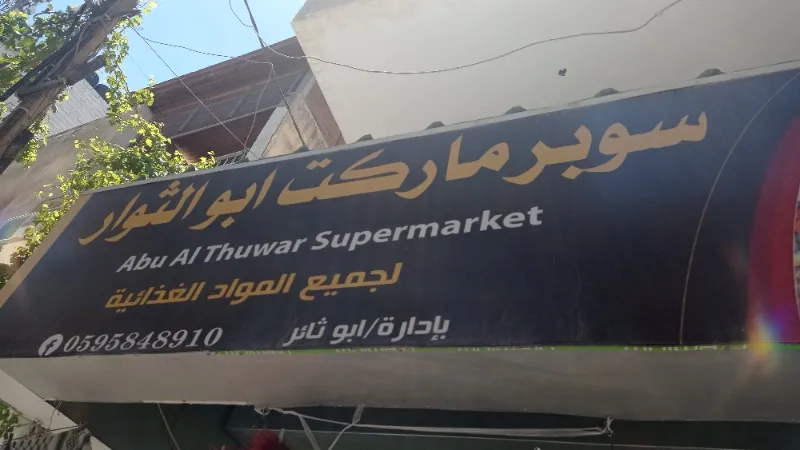 سوبر ماركت ابو الثوار
Abu Al Thuwar Supermarket
لجميع المواد الغذائية
بإدارة/ابو ثائر
0595848910